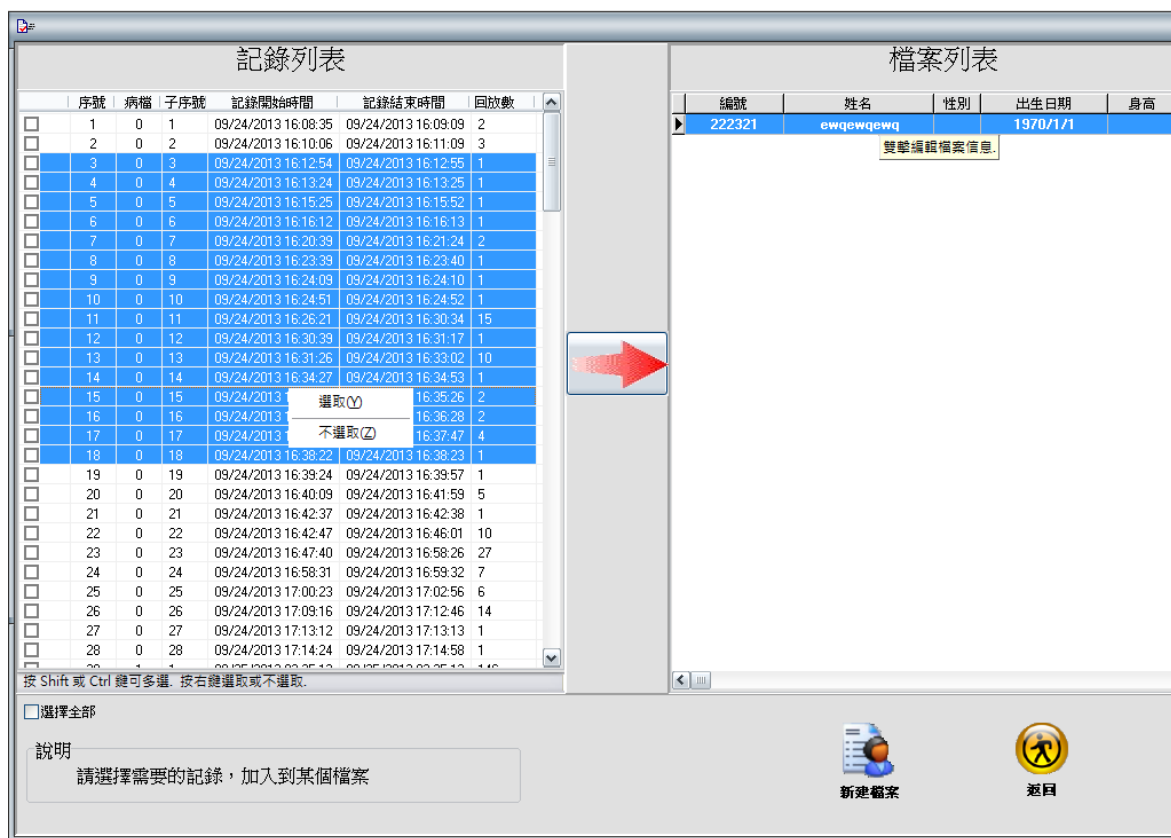 記錄列表
檔案列表
序號 病檔 子序號 記錄開始時間 記錄結束時間 回放數
編號 姓名 性別 出生日期 身高
1 0 1 09/24/2013 16:08:35 09/24/2013 16:09:09 2
222321 ewqewqewq 1970/1/1
2 0 2 09/24/2013 16:10:06 09/24/2013 16:11:09 3
雙擊編輯檔案信息.
3 0 3 09/24/2013 16:12:54 09/24/2013 16:12:55 1
4 0 4 09/24/2013 16:13:24 09/24/2013 16:13:25 1
5 0 5 09/24/2013 16:15:25 09/24/2013 16:15:52 1
6 0 6 09/24/2013 16:16:12 09/24/2013 16:16:13 1
7 0 7 09/24/2013 16:20:39 09/24/2013 16:21:24 2
8 0 8 09/24/2013 16:23:39 09/24/2013 16:23:40 1
9 0 9 09/24/2013 16:24:09 09/24/2013 16:24:10 1
10 0 10 09/24/2013 16:24:51 09/24/2013 16:24:52 1
11 0 11 09/24/2013 16:26:21 09/24/2013 16:30:34 15
12 0 12 09/24/2013 16:30:39 09/24/2013 16:31:17 1
13 0 13 09/24/2013 16:31:26 09/24/2013 16:33:02 10
14 0 14 09/24/2013 16:34:27 09/24/2013 16:34:53 1
15 0 15 09/24/2013 1 16:35:26 2
選取(Y)
16 0 16 09/24/2013 1 16:36:28 2
17 0 17 09/24/2013 1 16:37:47 4
不選取(Z)
18 0 18 09/24/2013 16:38:22 09/24/2013 16:38:23 1
19 0 19 09/24/2013 16:39:24 09/24/2013 16:39:57 1
20 0 20 09/24/2013 16:40:09 09/24/2013 16:41:59 5
21 0 21 09/24/2013 16:42:37 09/24/2013 16:42:38 1
22 0 22 09/24/2013 16:42:47 09/24/2013 16:46:01 10
23 0 23 09/24/2013 16:47:40 09/24/2013 16:58:26 27
24 0 24 09/24/2013 16:58:31 09/24/2013 16:59:32 7
25 0 25 09/24/2013 17:00:23 09/24/2013 17:02:56 6
26 0 26 09/24/2013 17:09:16 09/24/2013 17:12:46 14
27 0 27 09/24/2013 17:13:12 09/24/2013 17:13:13 1
28 0 28 09/24/2013 17:14:24 09/24/2013 17:14:58 1
按 Shift 或 Ctrl 鍵可多選. 按右鍵選取或不選取.
選擇全部
說明
請選擇需要的記錄，加入到某個檔案
新建檔案
返回